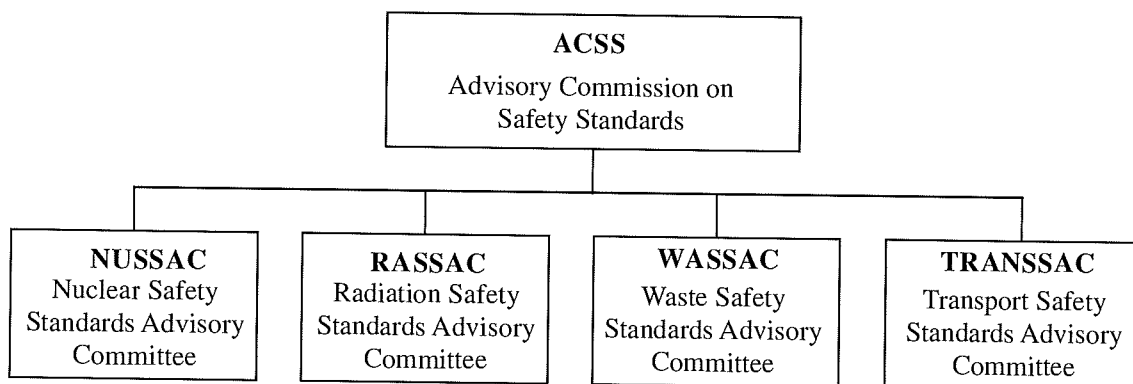 ACSS
Advisory Commission on
Safety Standards
NUSSAC
Nuclear Safety
Standards Advisory
Committee
RASSAC
Radiation Safety
Standards Advisory
Committee
WASSAC
Waste Safety
Standards Advisory
Committee
TRANSSAC
Transport Safety
Standards Advisory
Committee